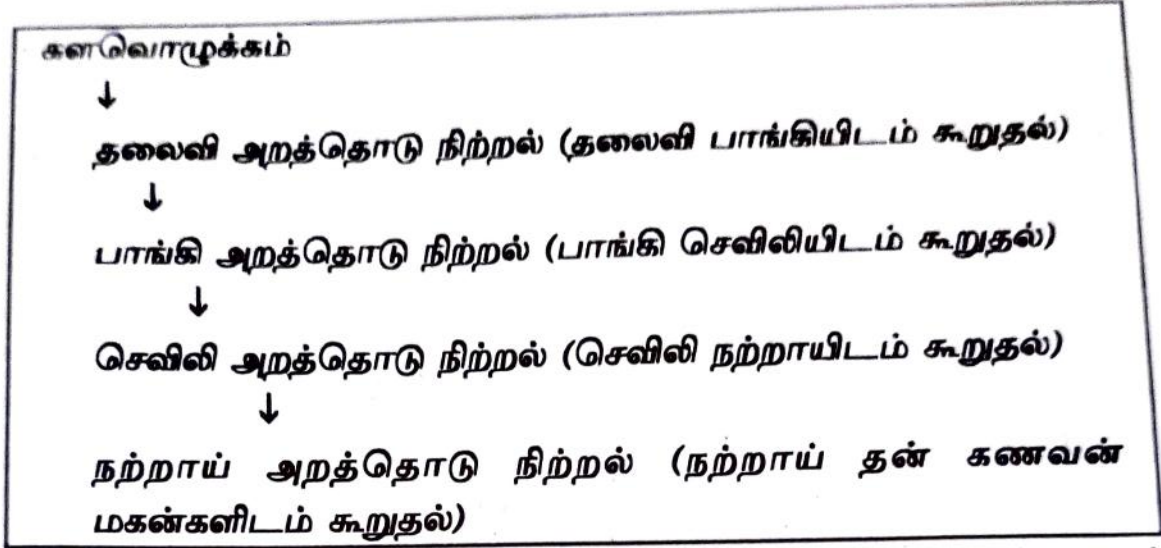 களவொழுக்கம்
↓
தலைவி அறத்தொடு நிற்றல் (தலைவி பாங்கியிடம் கூறுதல்)
↓
பாங்கி அறத்தொடு நிற்றல் (பாங்கி செவிலியிடம் கூறுதல்)
↓
செவிலி அறத்தொடு நிற்றல் (செவிலி நற்றாயிடம் கூறுதல்)
↓
நற்றாய் அறத்தொடு நிற்றல் (நற்றாய் தன் கணவன்
மகன்களிடம் கூறுதல்)